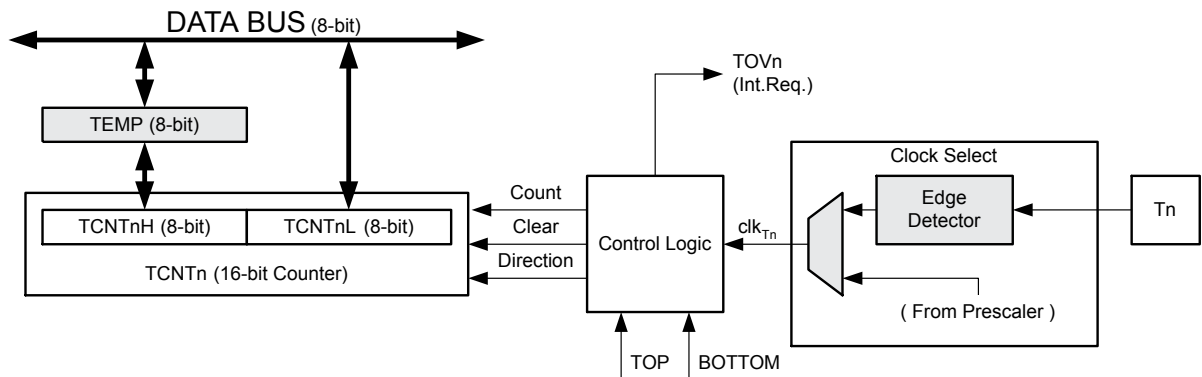 DATA BUS (8-bit)
TOVn
(Int.Req.)
TEMP (8-bit)
Clock Select
Count
Edge
Detector
Tn
TCNTnH (8-bit)
TCNTnL (8-bit)
Clear
Control Logic
clkTn
TCNTn (16-bit Counter)
Direction
( From Prescaler )
TOP
BOTTOM